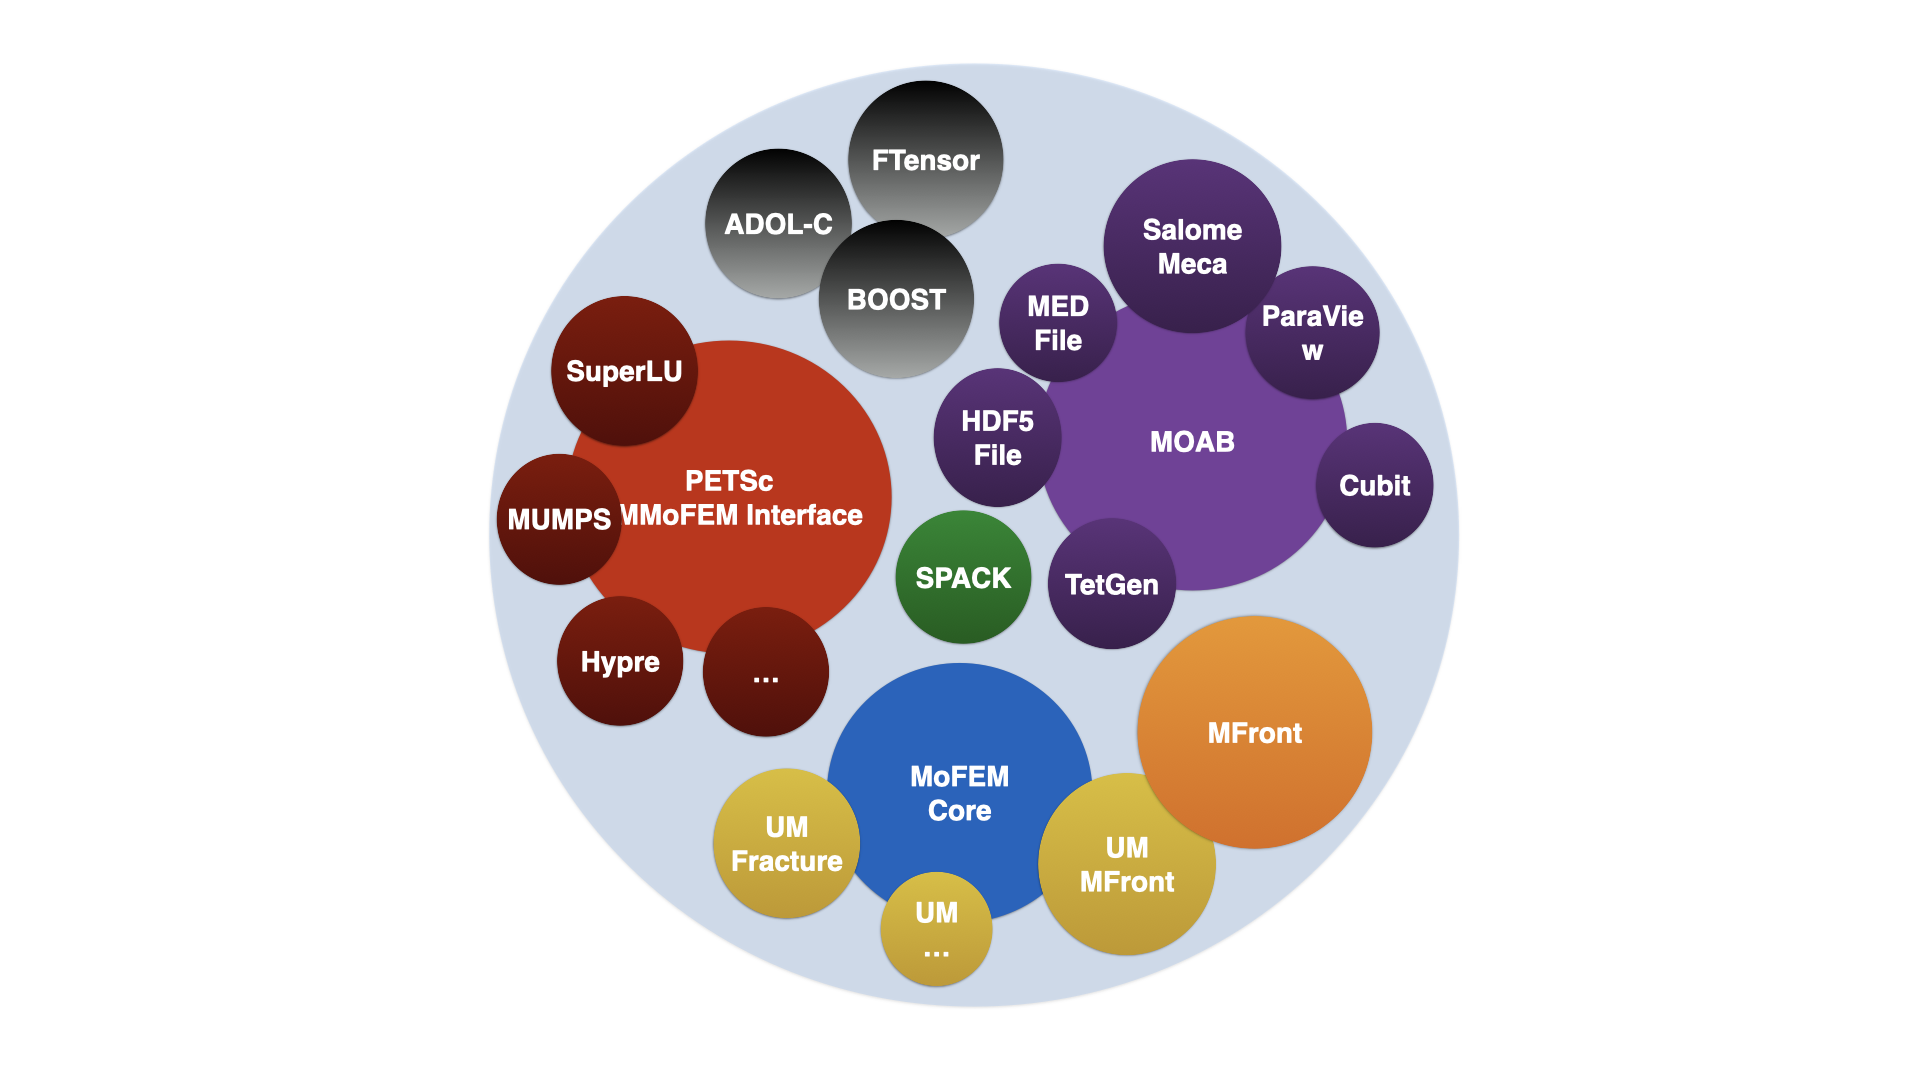 FTensor
ADOL-C
BOOST
Salome
Meca
MED
File
ParaVie
w
SuperLU
HDF5
File
MOAB
PETSc
MMoFEM Interface
Cubit
MUMPS
SPACK
TetGen
Hypre
...
MFront
MoFEM
Core
UM
Fracture
UM
MFront
UM
...